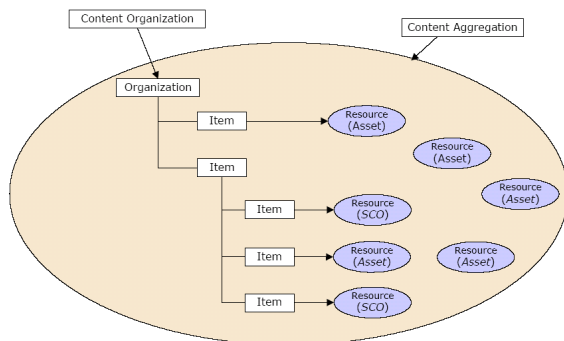 Content Organization
Content Aggregation
Organization
Item
Resource
(Asset)
Resource
(Asset)
Item
Resource
(Asset)
Item
Resource
(SCO)
Item
Resource
(Asset)
Resource
(Asset)
Item
Resource
(SCO)